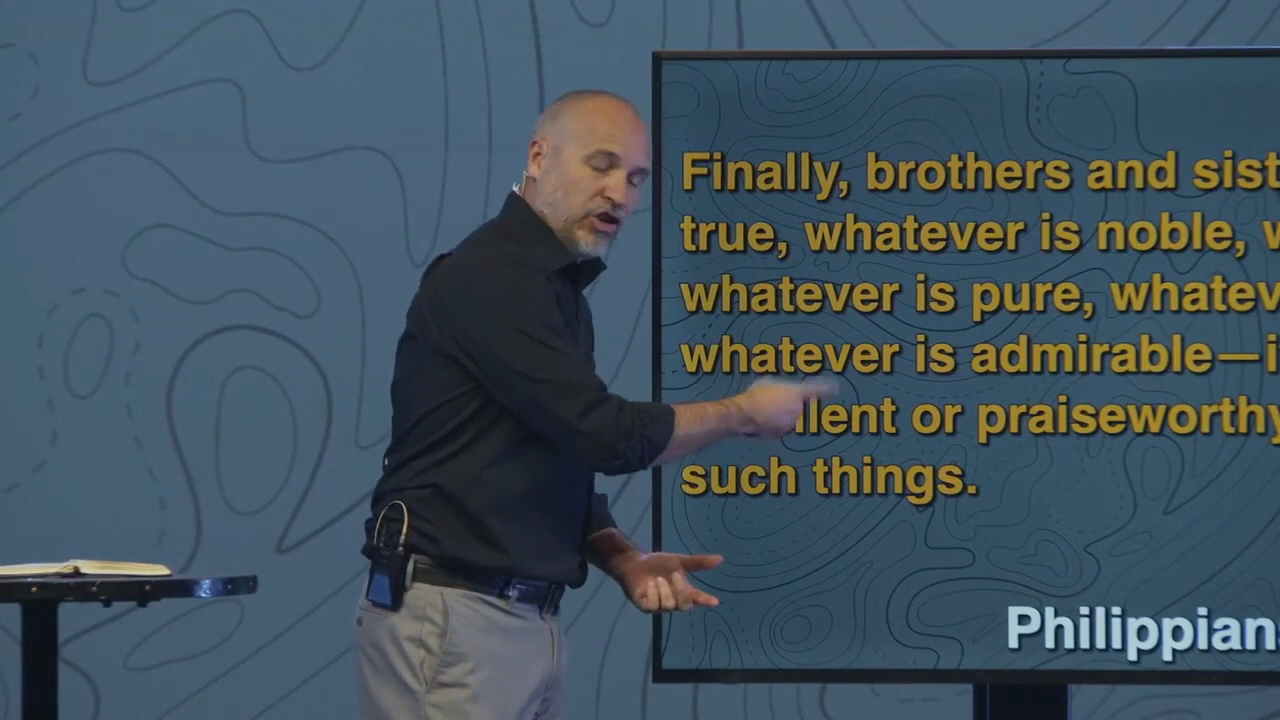 Finally, brothers and sist
true, whatever is noble, w
whatever is pure, whatev
whatever is admirable—i
llent or praiseworthy
such things.
Philippians